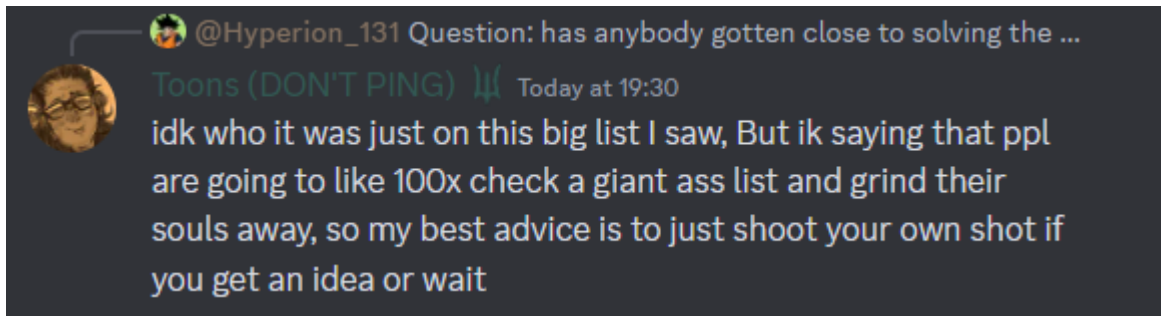 @Hyperion_131 Question: has anybody gotten close to solving the ...
Toons (DON'T PING) Today at 19:30
idk who it was just on this big list I saw, But ik saying that ppl
are going to like 100x check a giant ass list and grind their
souls away, so my best advice is to just shoot your own shot if
you get an idea or wait